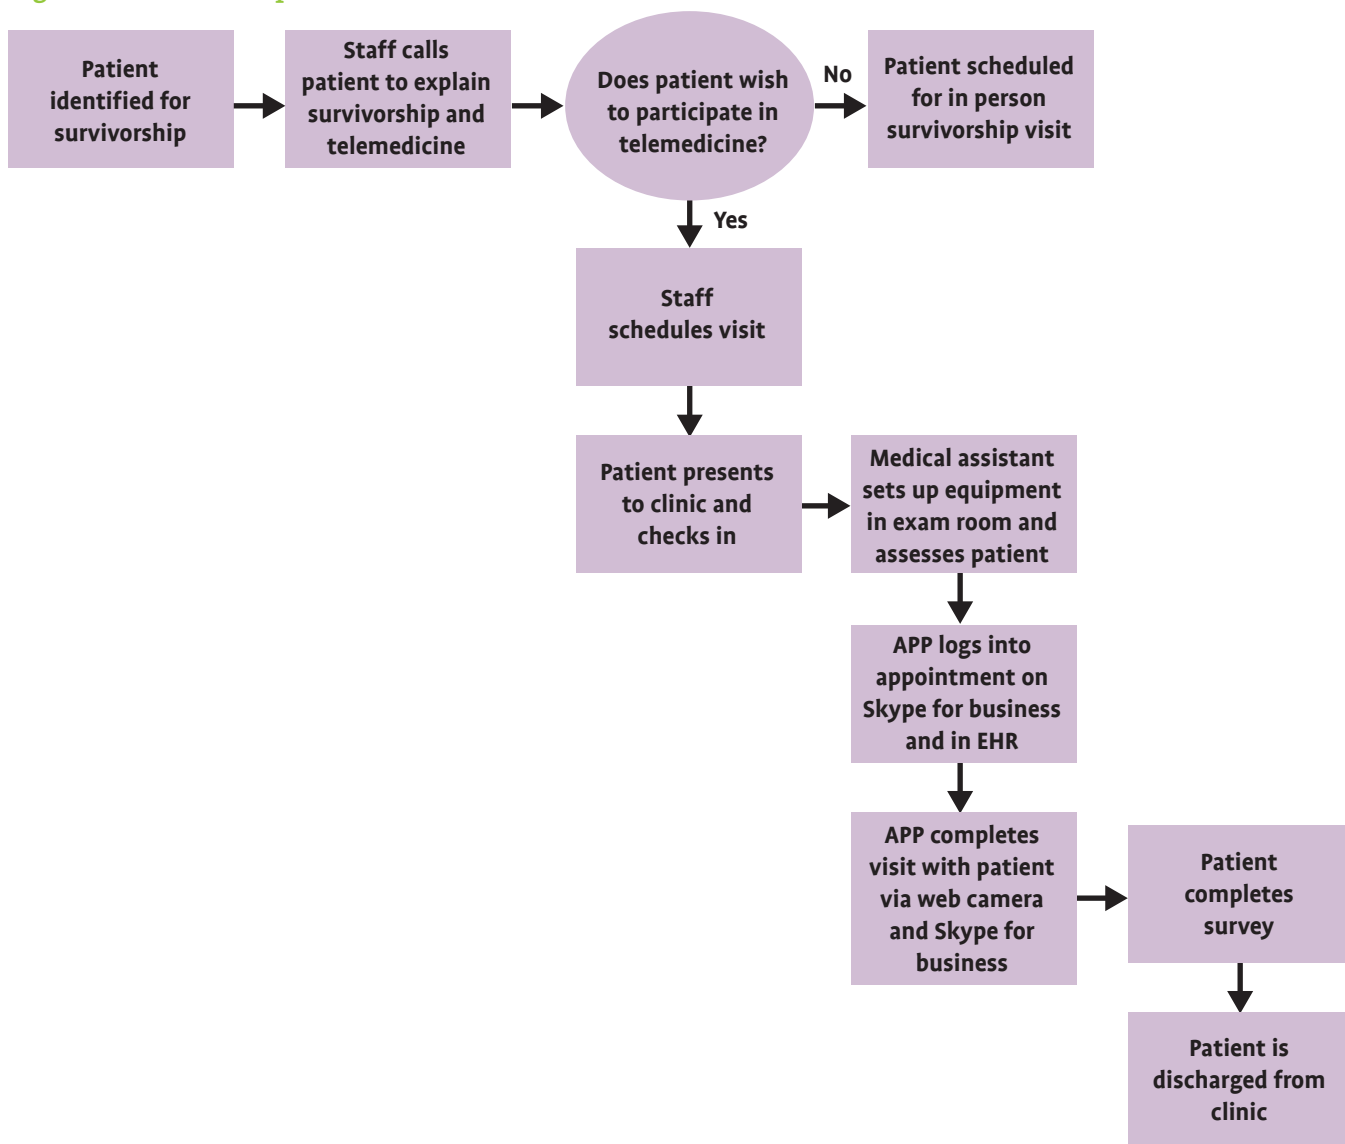 Patient
identified for
survivorship
Staff calls
patient to explain
survivorship and
telemedicine
Does patient wish
to participate in
telemedicine?
No
Patient scheduled
for in person
survivorship visit
Yes
Staff
schedules visit
Patient presents
to clinic and
checks in
Medical assistant
sets up equipment
in exam room and
assesses patient
APP logs into
appointment on
Skype for business
and in EHR
APP completes
visit with patient
via web camera
and Skype for
business
Patient
completes
survey
Patient is
discharged from
clinic